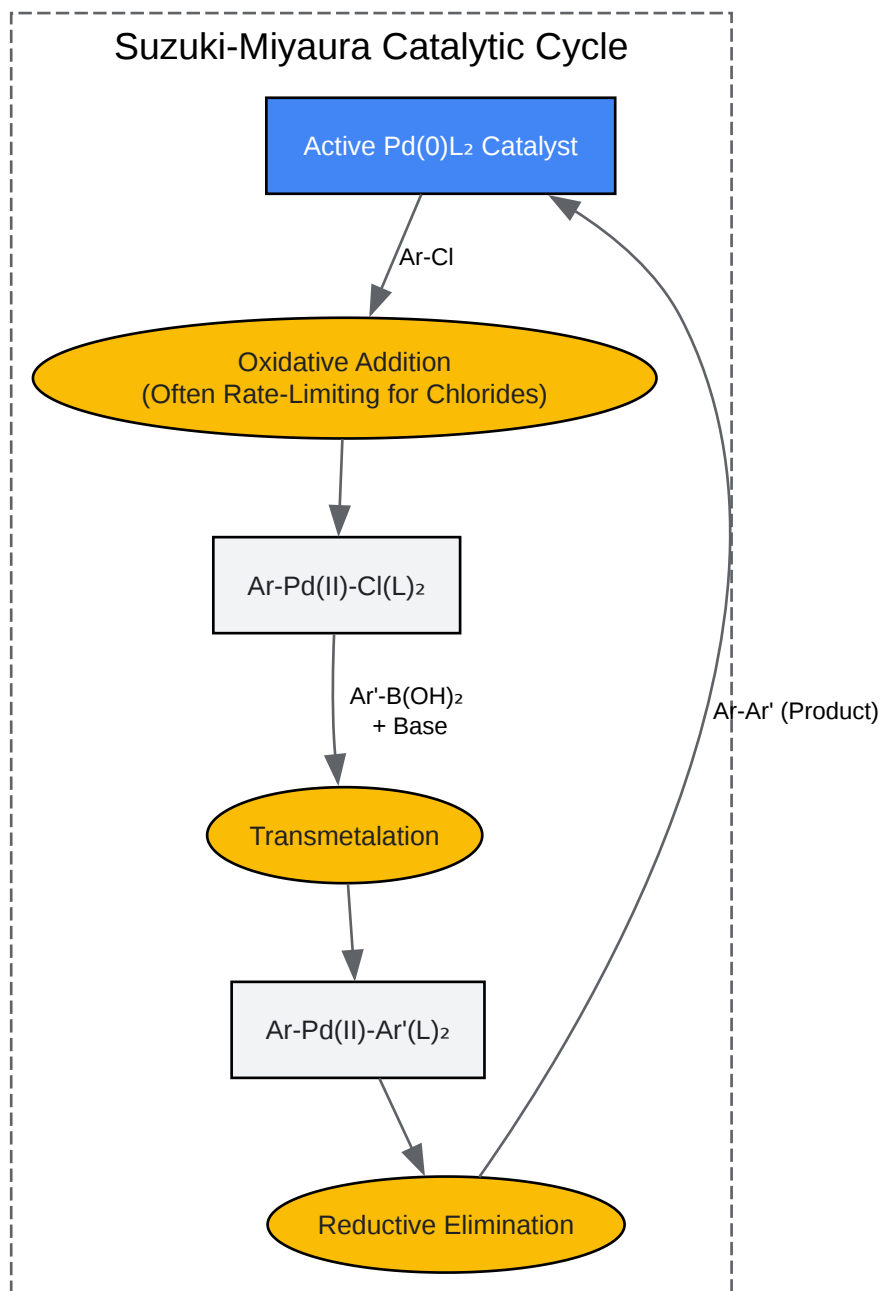 Suzuki-Miyaura Catalytic Cycle
Active Pd(0)L₂ Catalyst
Ar-Cl
Oxidative Addition
(Often Rate-Limiting for Chlorides)
Ar-Pd(II)-Cl(L)₂
Ar'-B(OH)₂
+ Base
Ar-Ar' (Product)
Transmetalation
Ar-Pd(II)-Ar'(L)₂
Reductive Elimination